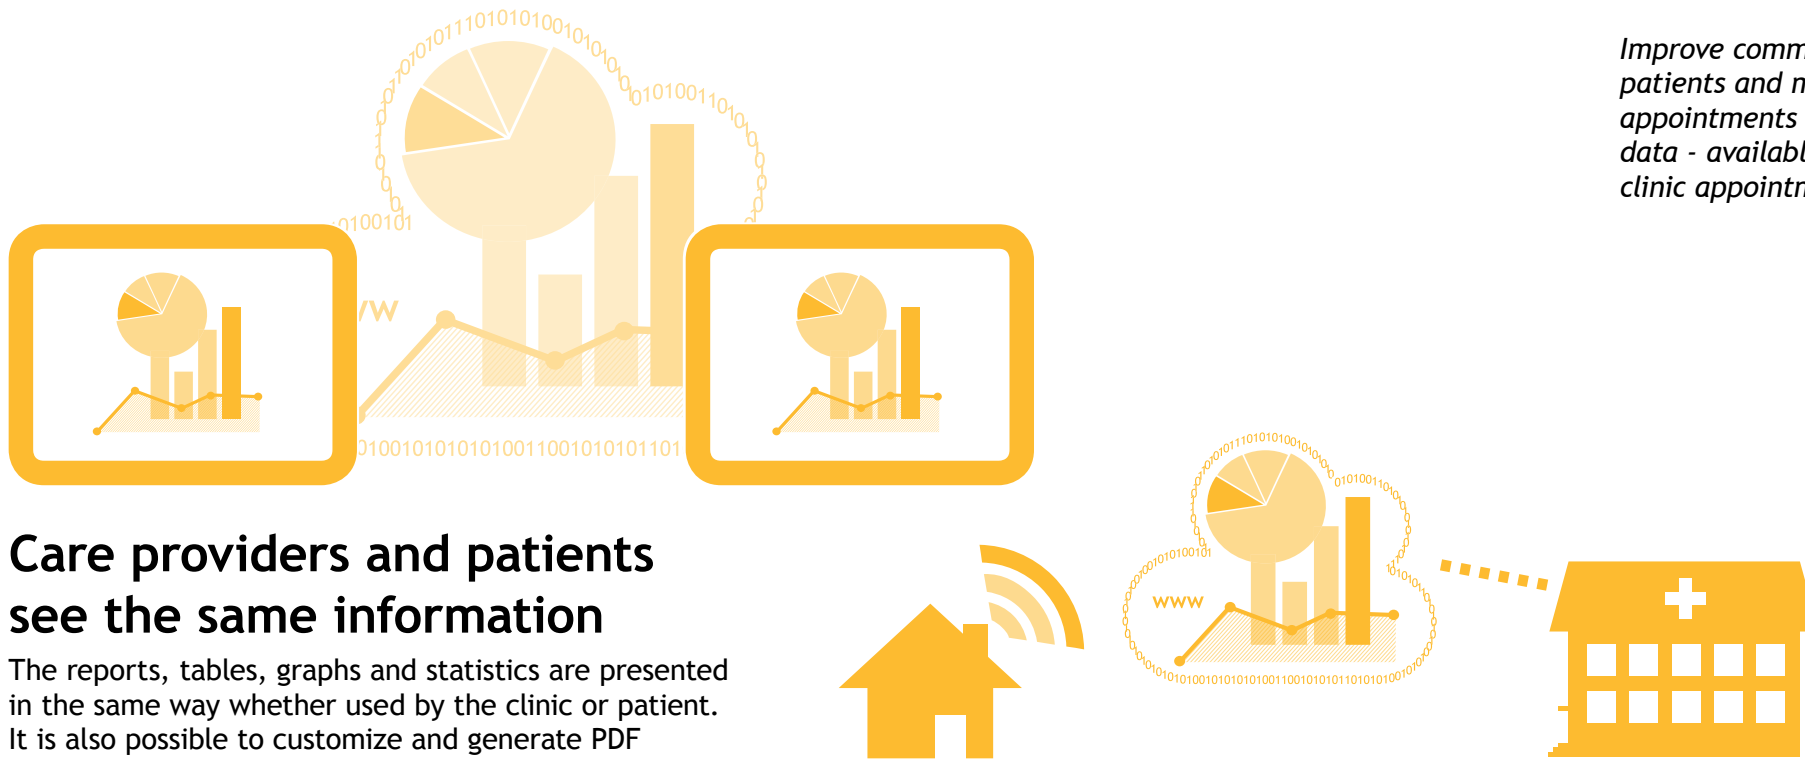 Improve
patients and
appointments
data - 
clinic
www
Care providers and patients
see the same information
The reports, tables, graphs and statistics are presented
in the same way whether used by the clinic or patient.
It is also possible to customize and generate PDF